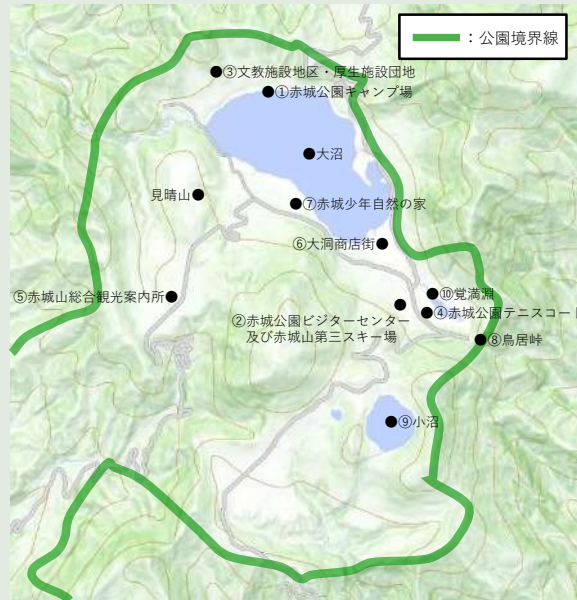 ：公園境界線
③文教施設地区・厚生施設団地
①赤城公園キャンプ場
大沼
見晴山
⑦赤城少年自然の家
⑥大洞商店街
⑤赤城山総合観光案内所
⑩覚満淵
②赤城公園ビジターセンター
及び赤城山第三スキー場
④赤城公園テニスコート
⑧鳥居峠
⑨小沼